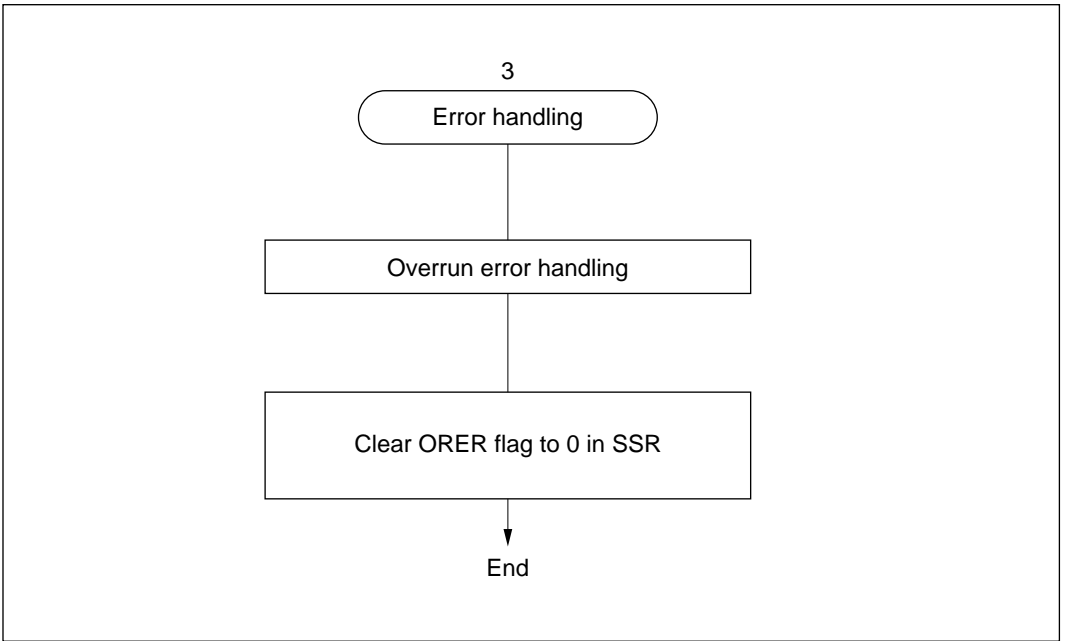 3
Error handling
Overrun error handling
Clear ORER flag to 0 in SSR
End